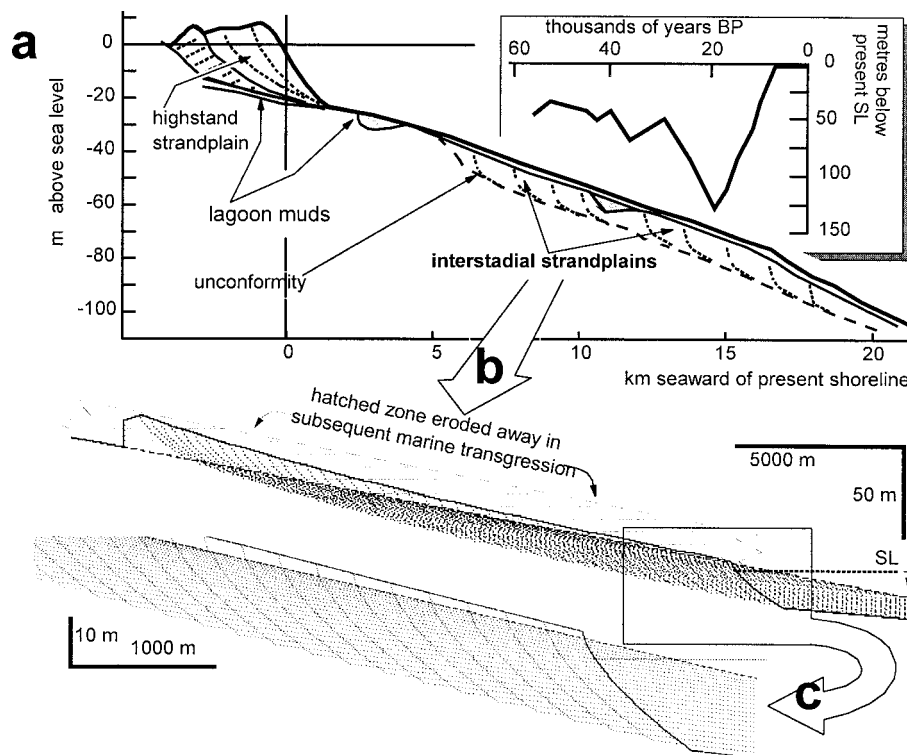 a
m above sea level
0
-20
-40
-60
-80
-100
highstand
strandplain
lagoon muds
unconformity
interstadial strandplains
0
5
10
15
20
km seaward of present shoreline
thousands of years BP
60
40
20
0
0
50
100
150
metres below
present SL
b
hatched zone eroded away in
subsequent marine transgression
5000 m
50 m
SL
10 m
1000 m
c